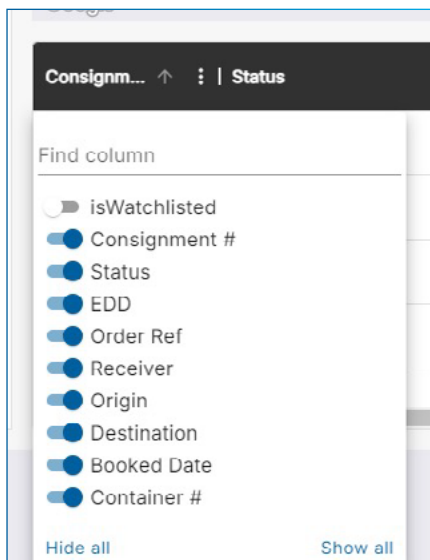 Consignm... ↑ ⋮ | Status
Find column
isWatchlisted
Consignment #
Status
EDD
Order Ref
Receiver
Origin
Destination
Booked Date
Container #
Hide all Show all